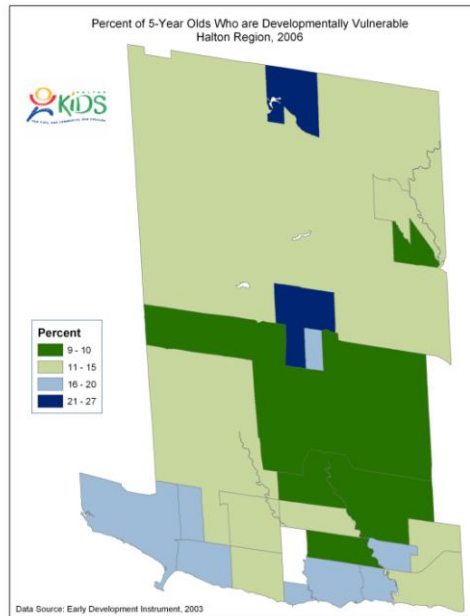 Percent of 5-Year Olds Who are Developmentally Vulnerable
Halton Region, 2006
HALTON
KiDS
Percent
9 - 10
11 - 15
16 - 20
21 - 27
Data Source: Early Development Instrument, 2003